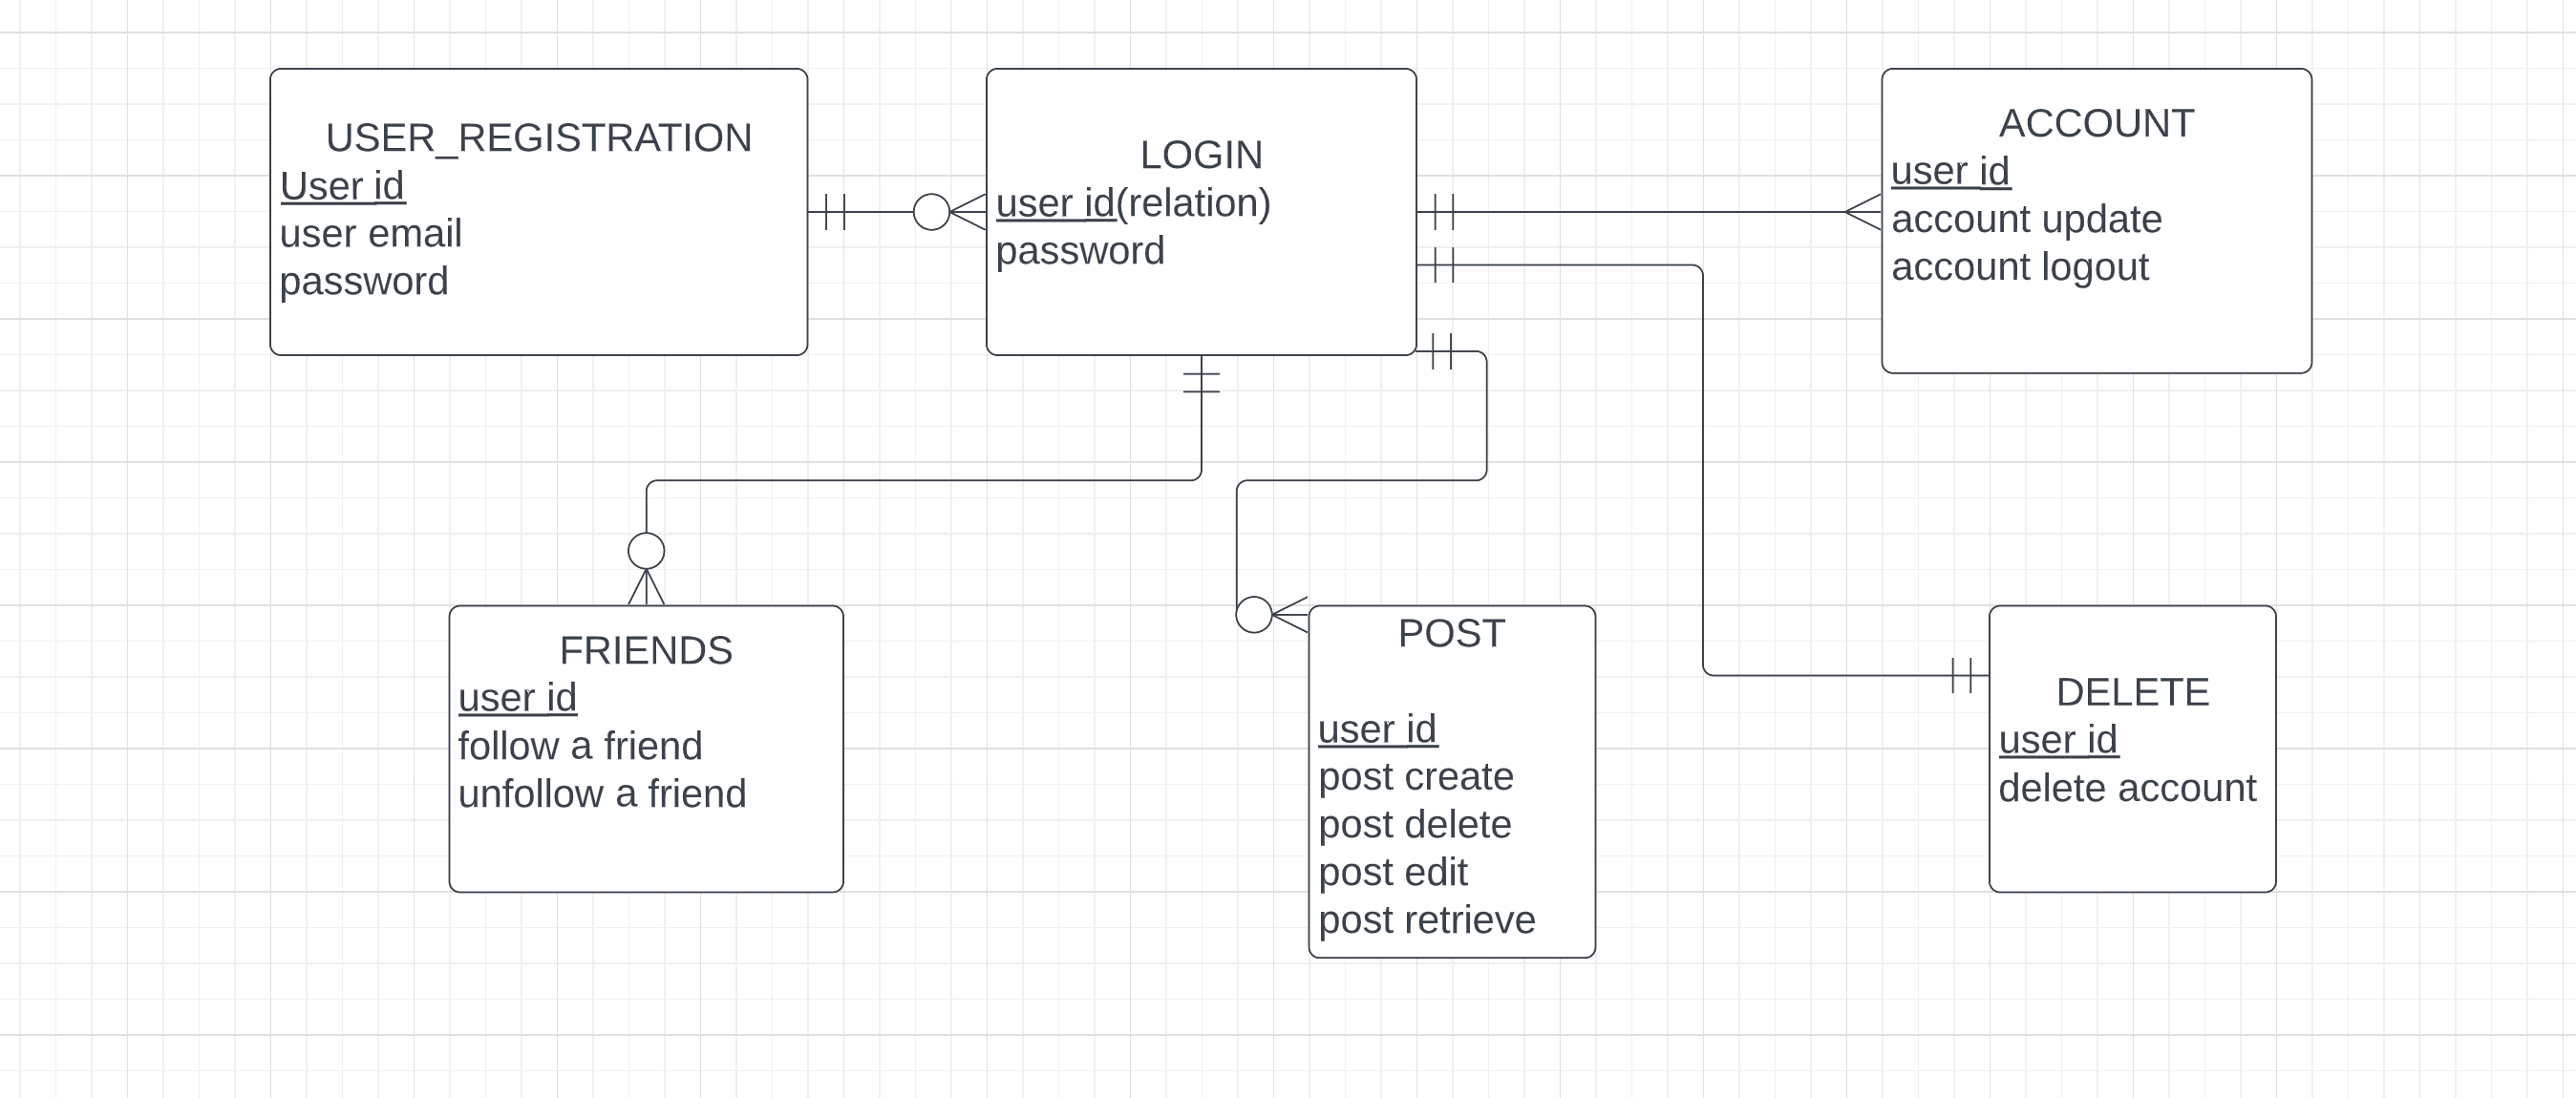 USER_REGISTRATION
User id
user email
password
LOGIN
user id(relation)
password
ACCOUNT
user id
account update
account logout
FRIENDS
user id
follow a friend
unfollow a friend
POST
user id
post create
post delete
post edit
post retrieve
DELETE
user id
delete account